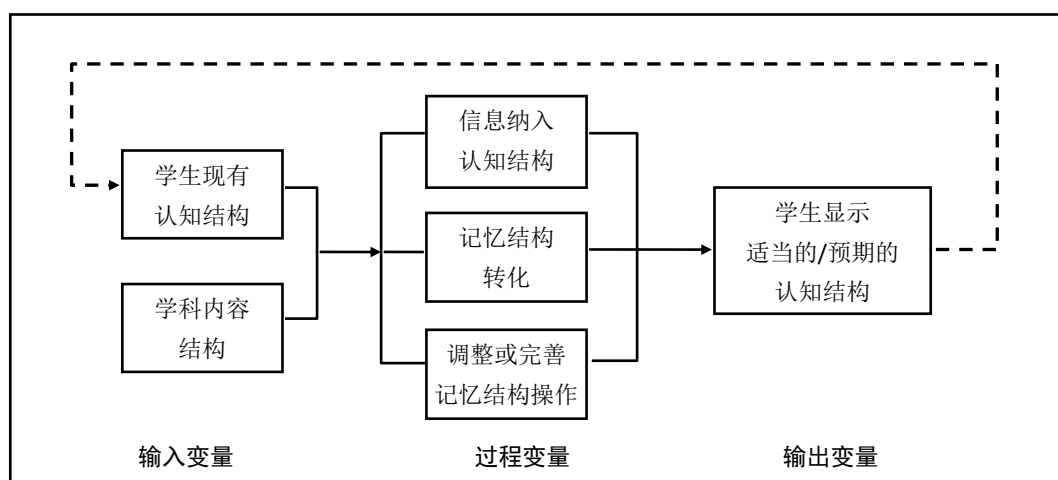 信息纳入
认知结构
学生现有
认知结构
记忆结构
转化
学生显示
适当的/预期的
认知结构
学科内容
结构
调整或完善
记忆结构操作
输入变量
过程变量
输出变量